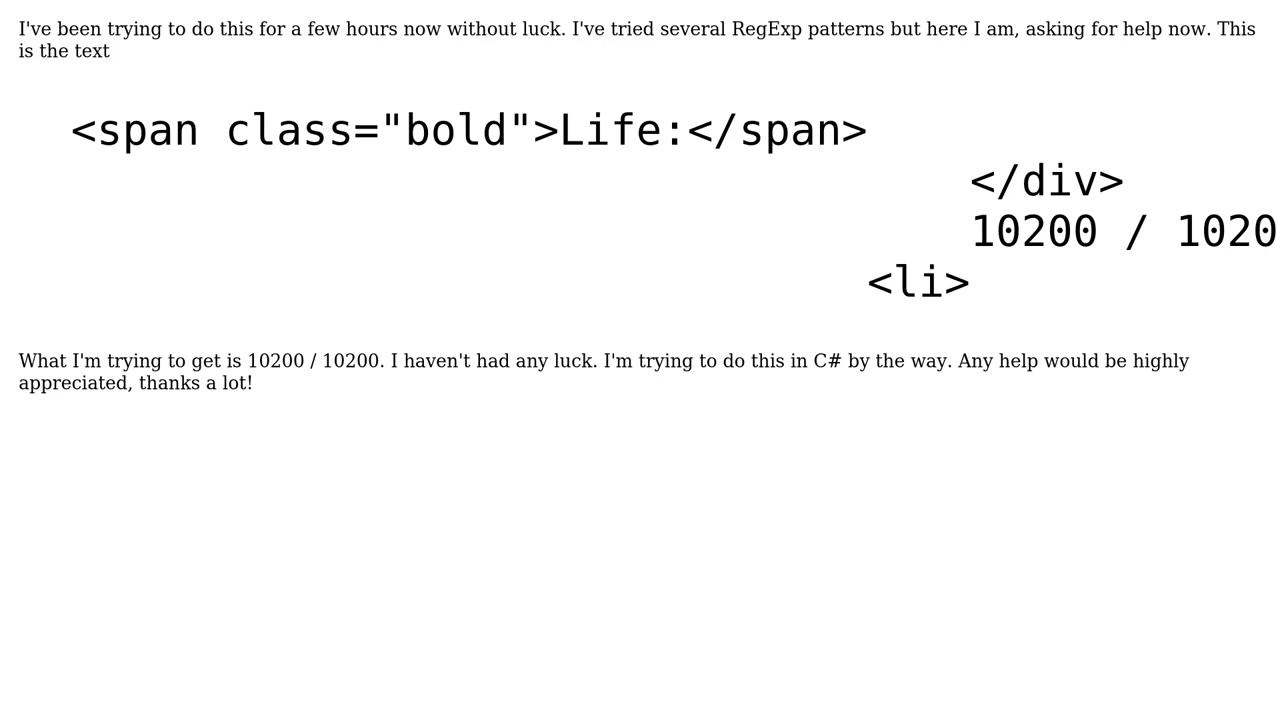 I've been trying to do this for a few hours now without luck. I've tried several RegExp patterns but here I am, asking for help now. This
is the text
<span class="bold">Life:</span>
</div>
10200 / 1020
<li>
What I'm trying to get is 10200 / 10200. I haven't had any luck. I'm trying to do this in C# by the way. Any help would be highly
appreciated, thanks a lot!